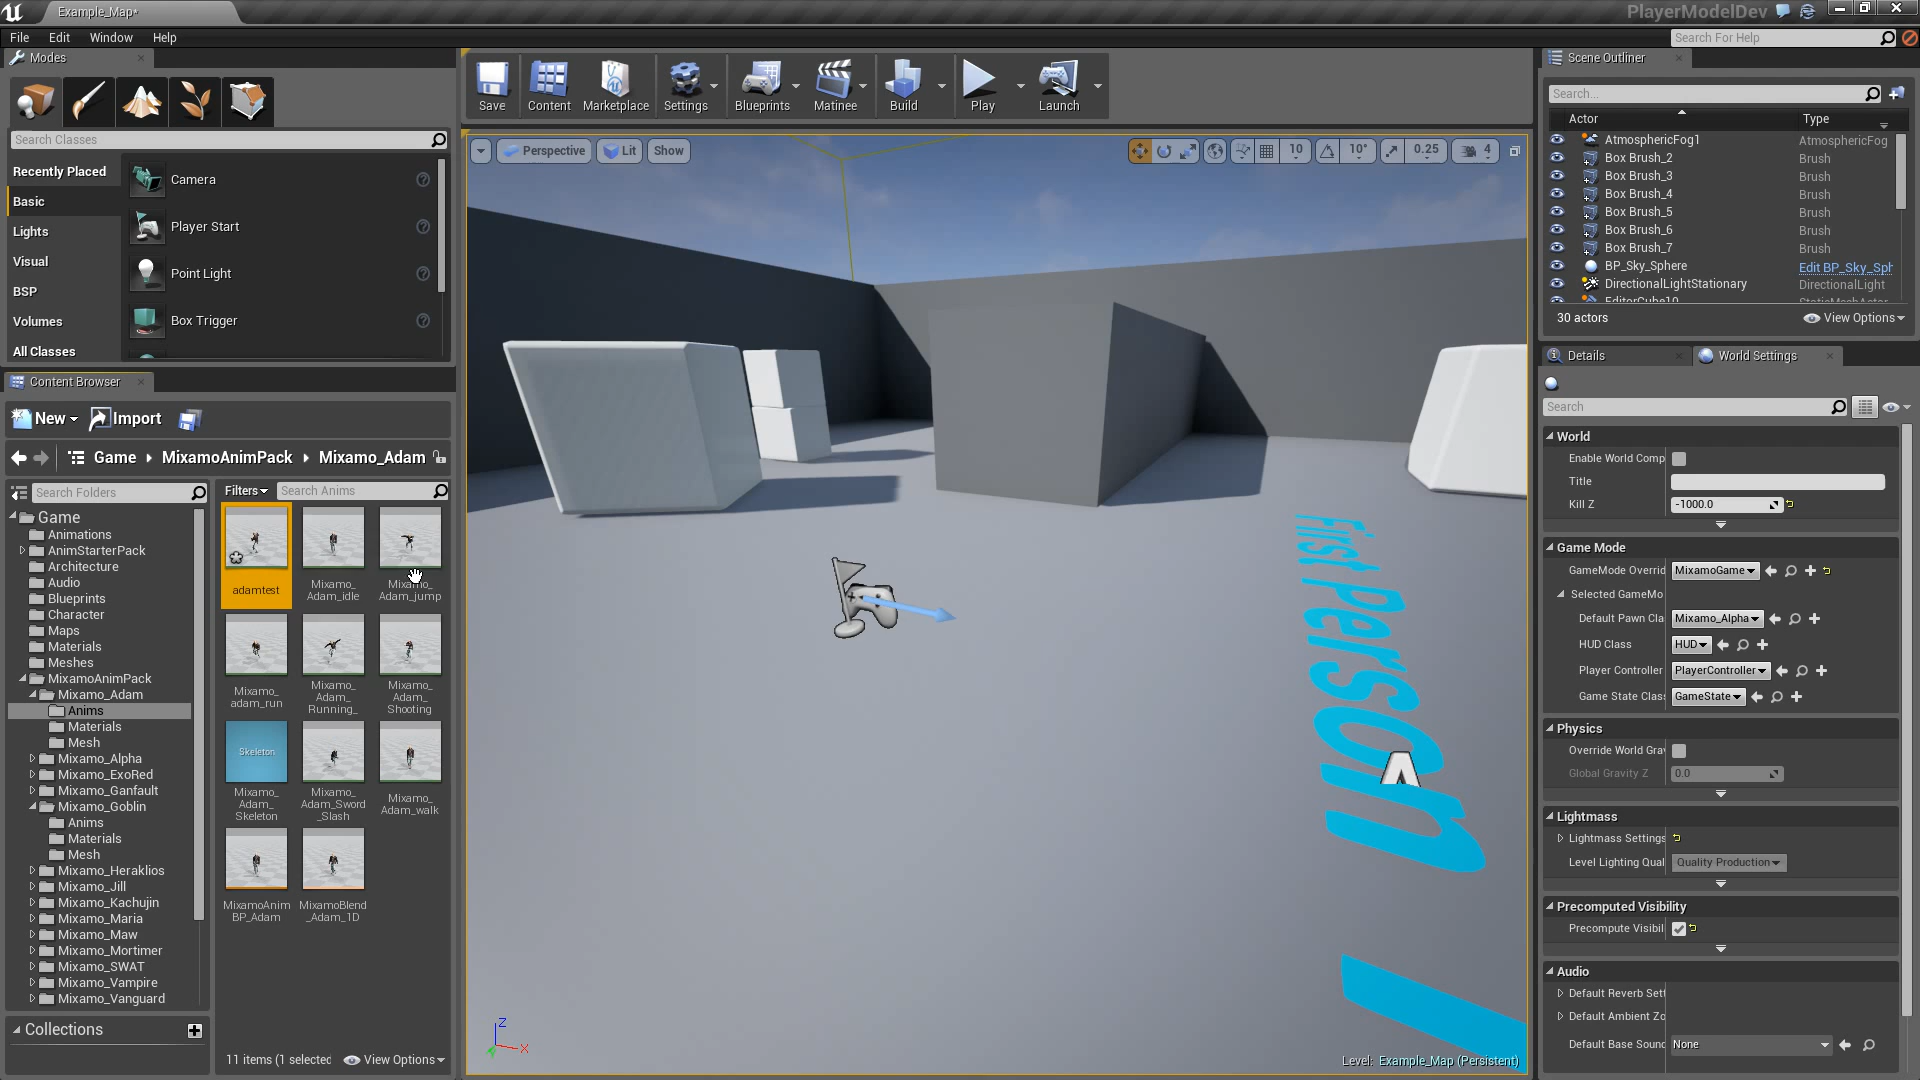 Example_Map*
PlayerModelDev
File Edit Window Help
Search For Help
Modes
Search Classes
Recently Placed
Basic
Lights
Visual
BSP
Volumes
All Classes
Camera
Player Start
Point Light
Box Trigger
Save
Content
Marketplace
Settings
Blueprints
Matinee
Build
Play
Launch
Perspective
Lit
Show
10
10°
0.25
4
First Person
Level: Example_Map (Persistent)
Z
X
Content Browser
New
Import
Game
MixamoAnimPack
Mixamo_Adam
Search Folders
Filters
Search Anims
Game
Animations
AnimStarterPack
Architecture
Audio
Blueprints
Character
Maps
Materials
Meshes
MixamoAnimPack
Mixamo_Adam
Anims
Materials
Mesh
Mixamo_Alpha
Mixamo_ExoRed
Mixamo_Ganfault
Mixamo_Goblin
Anims
Materials
Mesh
Mixamo_Heraklios
Mixamo_Jill
Mixamo_Kachujin
Mixamo_Maria
Mixamo_Maw
Mixamo_Mortimer
Mixamo_SWAT
Mixamo_Vampire
Mixamo_Vanguard
Collections
adamtest
Mixamo_
Adam_idle
Mixamo_
Adam_jump
Mixamo_
adam_run
Mixamo_
Adam_
Running_
Mixamo_
Adam_
Shooting
Skeleton
Mixamo_
Adam_
Skeleton
Mixamo_
Adam_Sword
_Slash
Mixamo_
Adam_walk
MixamoAnim
BP_Adam
MixamoBlend
_Adam_1D
11 items (1 selected
View Options
Scene Outliner
Search...
Actor Type
AtmosphericFog1 AtmosphericFog
Box Brush_2 Brush
Box Brush_3 Brush
Box Brush_4 Brush
Box Brush_5 Brush
Box Brush_6 Brush
Box Brush_7 Brush
BP_Sky_Sphere Edit BP_Sky_Sph
DirectionalLightStationary DirectionalLight
EditorCube10 StaticMeshActor
30 actors
View Options
Details
World Settings
Search
World
Enable World Comp
Title
Kill Z -1000.0
Game Mode
GameMode Overrid MixamoGame
Selected GameMo
Default Pawn Cla Mixamo_Alpha
HUD Class HUD
Player Controller PlayerController
Game State Clas GameState
Physics
Override World Gra
Global Gravity Z 0.0
Lightmass
Lightmass Settings
Level Lighting Qual Quality Production
Precomputed Visibility
Precompute Visibil
Audio
Default Reverb Sett
Default Ambient Zo
Default Base Sound None